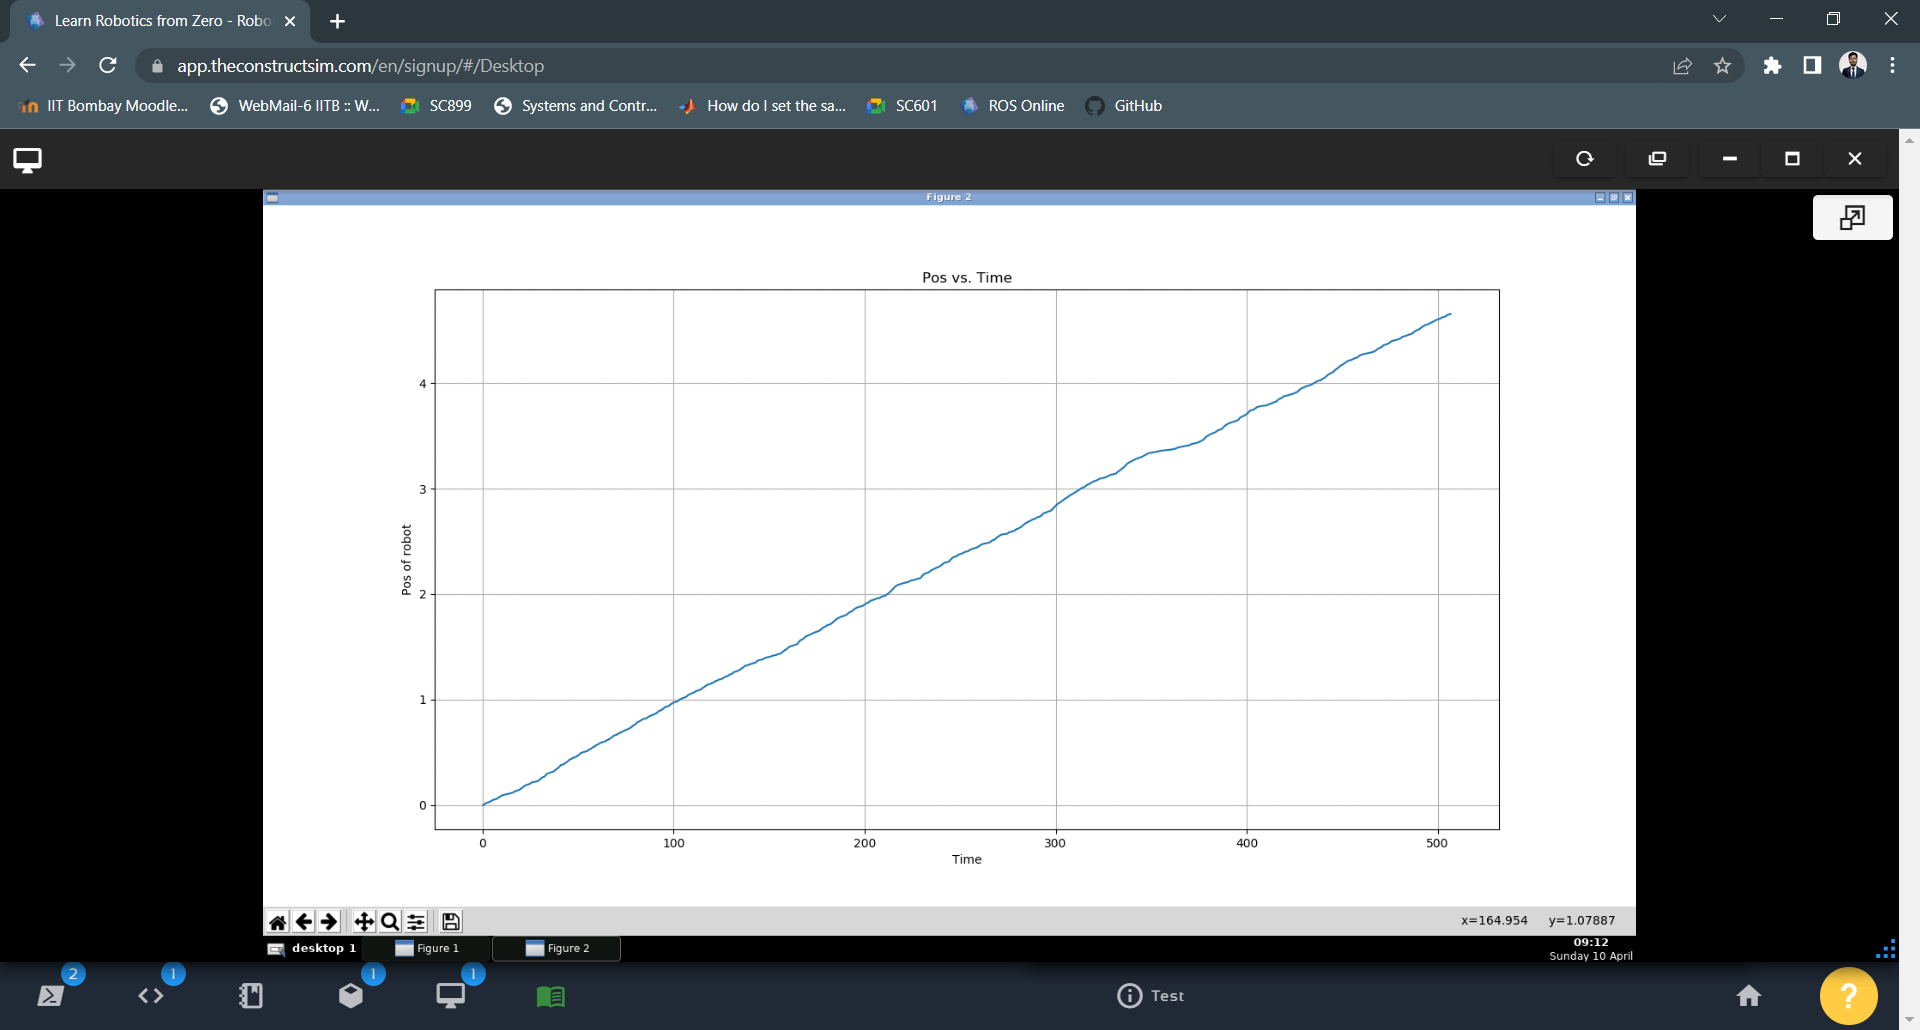 Learn Robotics from Zero - Robo
app.theconstructsim.com/en/signup/#/Desktop
IIT Bombay Moodle...
WebMail-6 IITB :: W...
SC899
Systems and Contr...
How do I set the sa...
SC601
ROS Online
GitHub
Figure 2
Pos vs. Time
4
3
2
1
0
Pos of robot
0 100 200 300 400 500
Time
x=164.954 y=1.07887
desktop 1
Figure 1
Figure 2
09:12
Sunday 10 April
2
1
1
1
Test
?